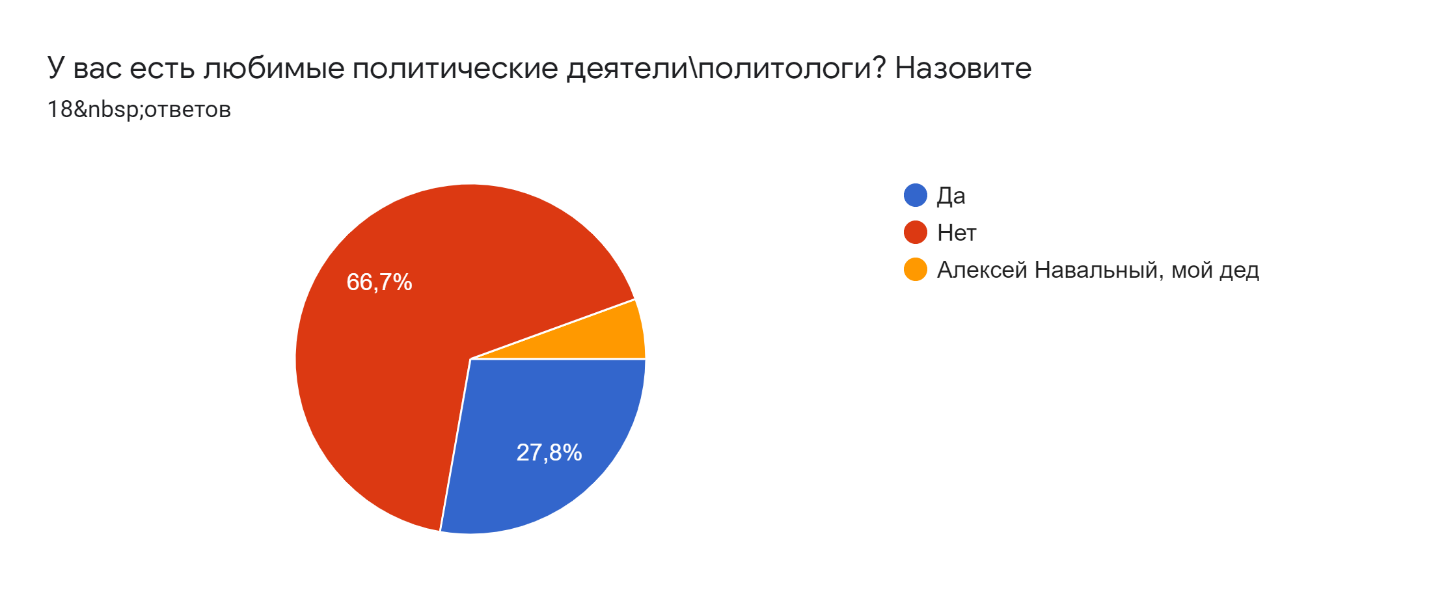 У вас есть любимые политические деятели\политологи? Назовите
18&nbsp;ответов
66,7%
27,8%
Да
Нет
Алексей Навальный, мой дед